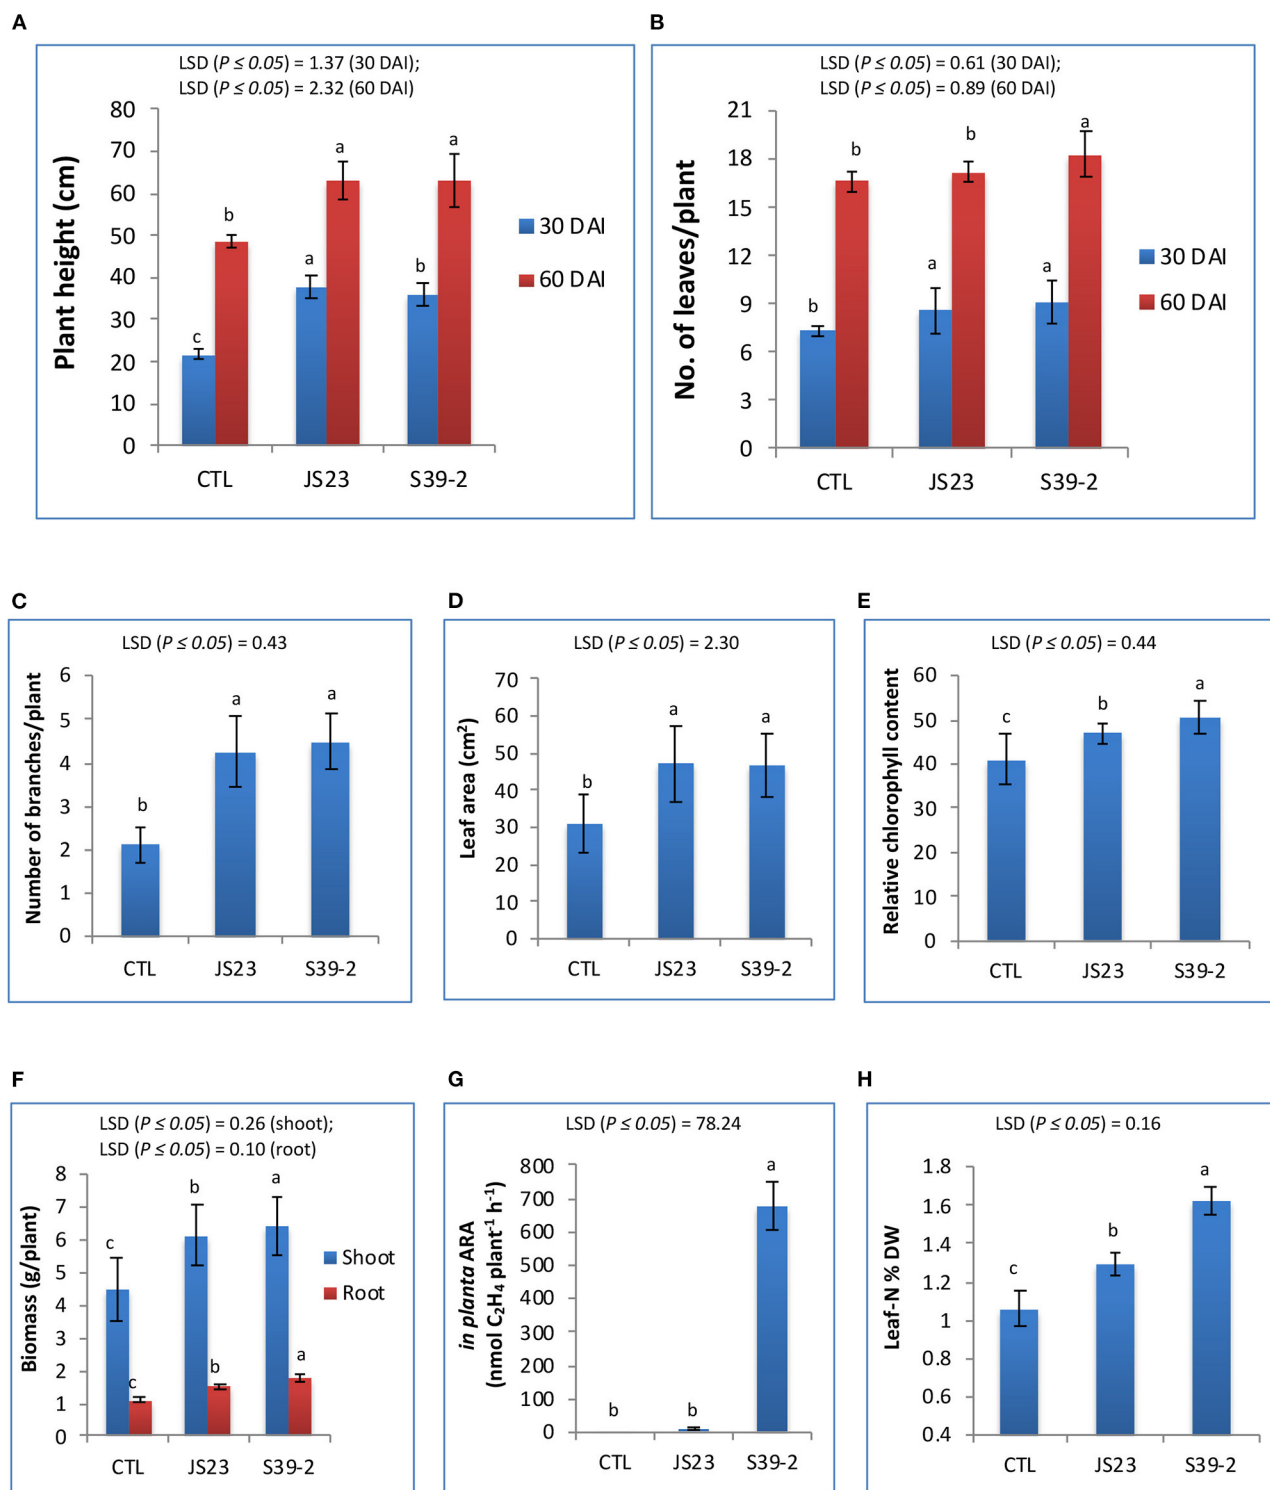 A
LSD (P ≤ 0.05) = 1.37 (30 DAI);
LSD (P ≤ 0.05) = 2.32 (60 DAI)
Plant height (cm)
80
70
60
50
40
30
20
10
0
c
b
a
a
b
a
CTL
JS23
S39-2
30 DAI
60 DAI
B
LSD (P ≤ 0.05) = 0.61 (30 DAI);
LSD (P ≤ 0.05) = 0.89 (60 DAI)
No. of leaves/plant
21
18
15
12
9
6
3
0
b
b
a
b
a
a
CTL
JS23
S39-2
30 DAI
60 DAI
C
LSD (P ≤ 0.05) = 0.43
Number of branches/plant
6
5
4
3
2
1
0
b
a
a
CTL
JS23
S39-2
D
LSD (P ≤ 0.05) = 2.30
Leaf area (cm²)
70
60
50
40
30
20
10
0
b
a
a
CTL
JS23
S39-2
E
LSD (P ≤ 0.05) = 0.44
Relative chlorophyll content
60
50
40
30
20
10
0
c
b
a
CTL
JS23
S39-2
F
LSD (P ≤ 0.05) = 0.26 (shoot);
LSD (P ≤ 0.05) = 0.10 (root)
Biomass (g/plant)
8
7
6
5
4
3
2
1
0
c
c
b
b
a
a
CTL
JS23
S39-2
Shoot
Root
G
LSD (P ≤ 0.05) = 78.24
in planta ARA
(nmol C₂H₄ plant⁻¹ h⁻¹)
800
700
600
500
400
300
200
100
0
b
b
a
CTL
JS23
S39-2
H
LSD (P ≤ 0.05) = 0.16
Leaf-N % DW
1.8
1.6
1.4
1.2
1
0.8
0.6
0.4
c
b
a
CTL
JS23
S39-2